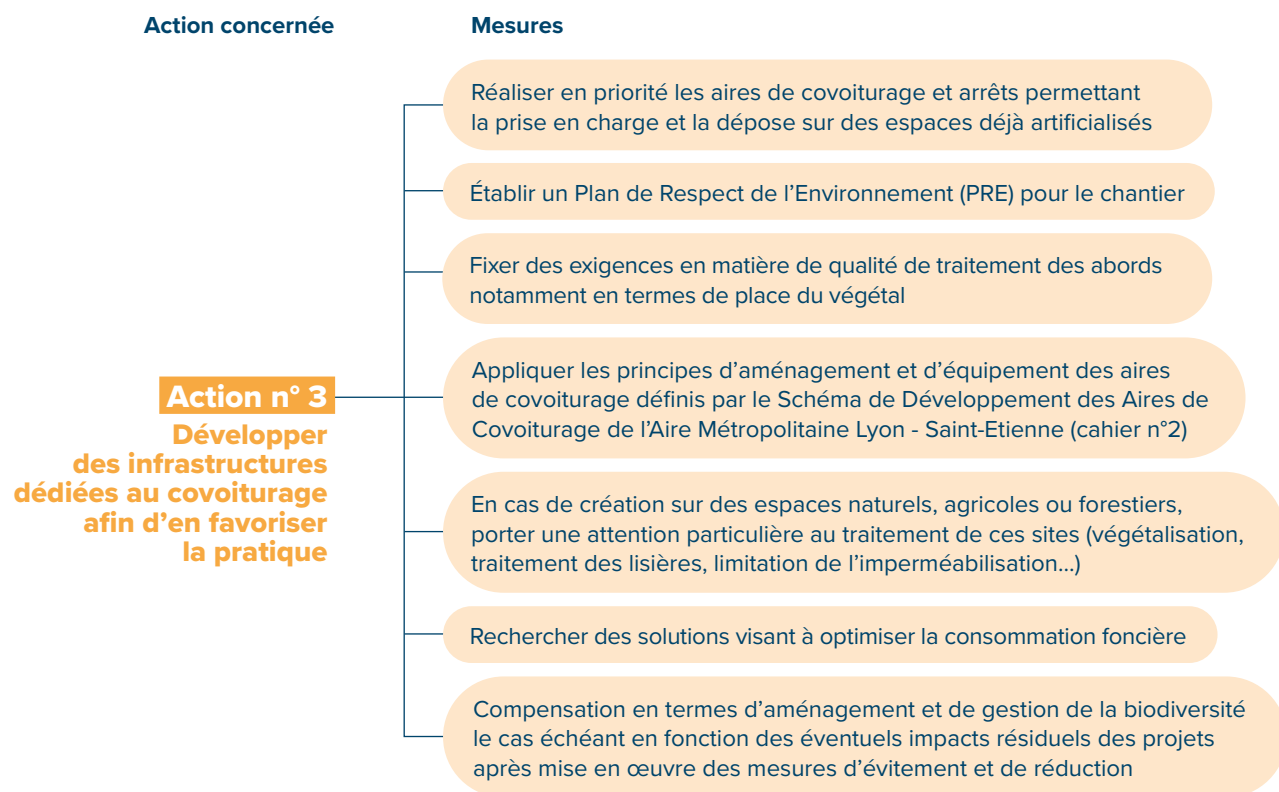 Action concernée
Mesures
Réaliser en priorité les aires de covoiturage et arrêts permettant
la prise en charge et la dépose sur des espaces déjà artificialisés
Établir un Plan de Respect de l’Environnement (PRE) pour le chantier
Fixer des exigences en matière de qualité de traitement des abords
notamment en termes de place du végétal
Action n° 3
Développer
des infrastructures
dédiées au covoiturage
afin d’en favoriser
la pratique
Appliquer les principes d’aménagement et d’équipement des aires
de covoiturage définis par le Schéma de Développement des Aires de
Covoiturage de l’Aire Métropolitaine Lyon - Saint-Etienne (cahier n°2)
En cas de création sur des espaces naturels, agricoles ou forestiers,
porter une attention particulière au traitement de ces sites (végétalisation,
traitement des lisières, limitation de l’imperméabilisation...)
Rechercher des solutions visant à optimiser la consommation foncière
Compensation en termes d’aménagement et de gestion de la biodiversité
le cas échéant en fonction des éventuels impacts résiduels des projets
après mise en œuvre des mesures d’évitement et de réduction